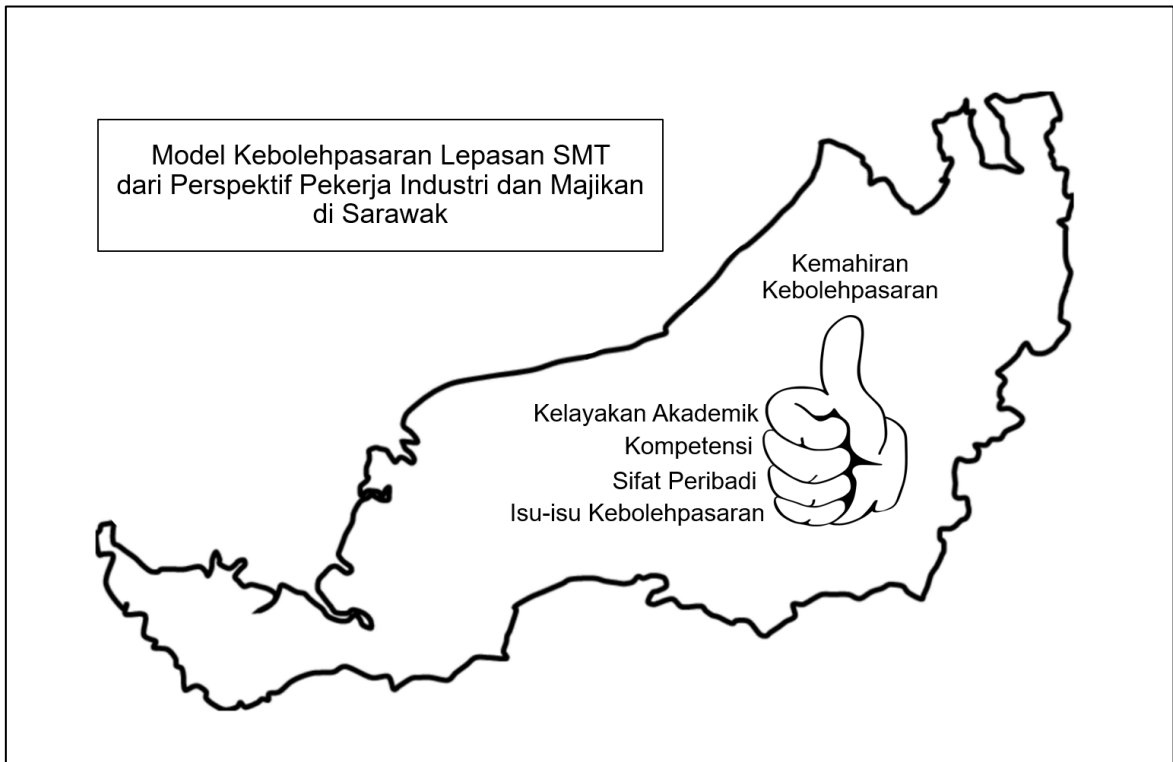 Model Kebolehpasaran Lepasan SMT
dari Perspektif Pekerja Industri dan Majikan
di Sarawak
Kemahiran
Kebolehpasaran
Kelayakan Akademik
Kompetensi
Sifat Peribadi
Isu-isu Kebolehpasaran